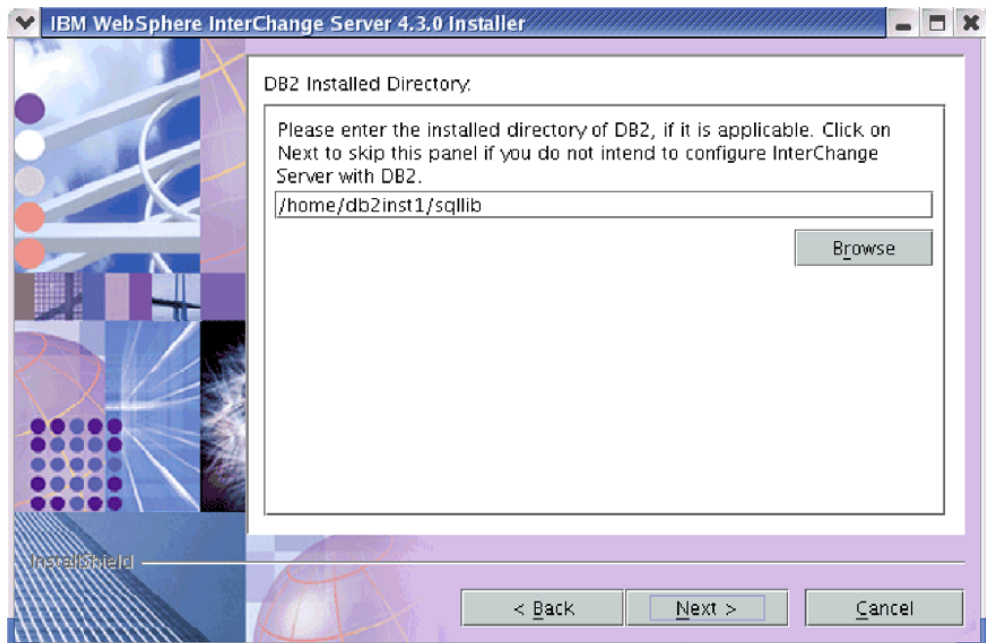 IBM WebSphere InterChange Server 4.3.0 Installer
DB2 Installed Directory:
Please enter the installed directory of DB2, if it is applicable. Click on
Next to skip this panel if you do not intend to configure InterChange
Server with DB2.
/home/db2inst1/sqllib
Browse
InstallShield
< Back
Next >
Cancel